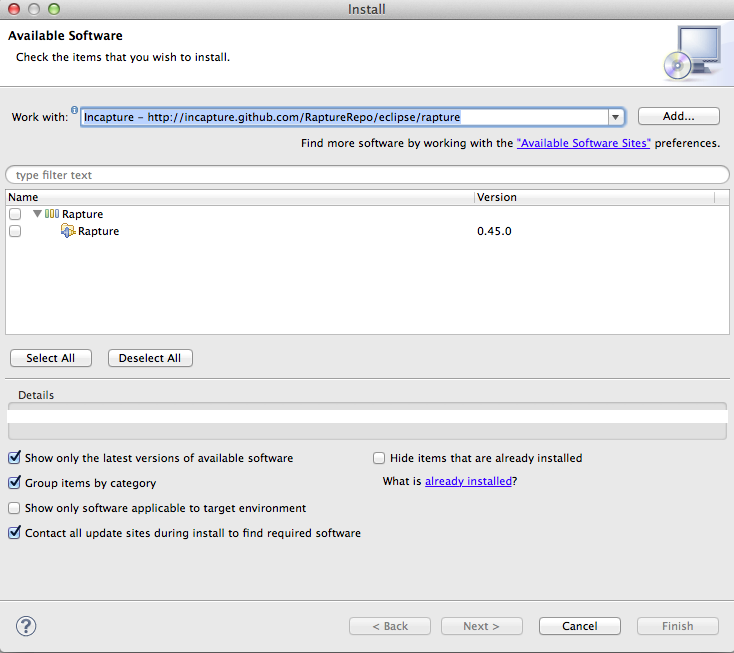 Install
Available Software
Check the items that you wish to install.
Work with: Incapture - http://incapture.github.com/RaptureRepo/eclipse/rapture Add...
Find more software by working with the "Available Software Sites" preferences.
type filter text
Name Version
Rapture
Rapture 0.45.0
Select All Deselect All
Details
Show only the latest versions of available software Hide items that are already installed
Group items by category What is already installed?
Show only software applicable to target environment
Contact all update sites during install to find required software
? < Back Next > Cancel Finish